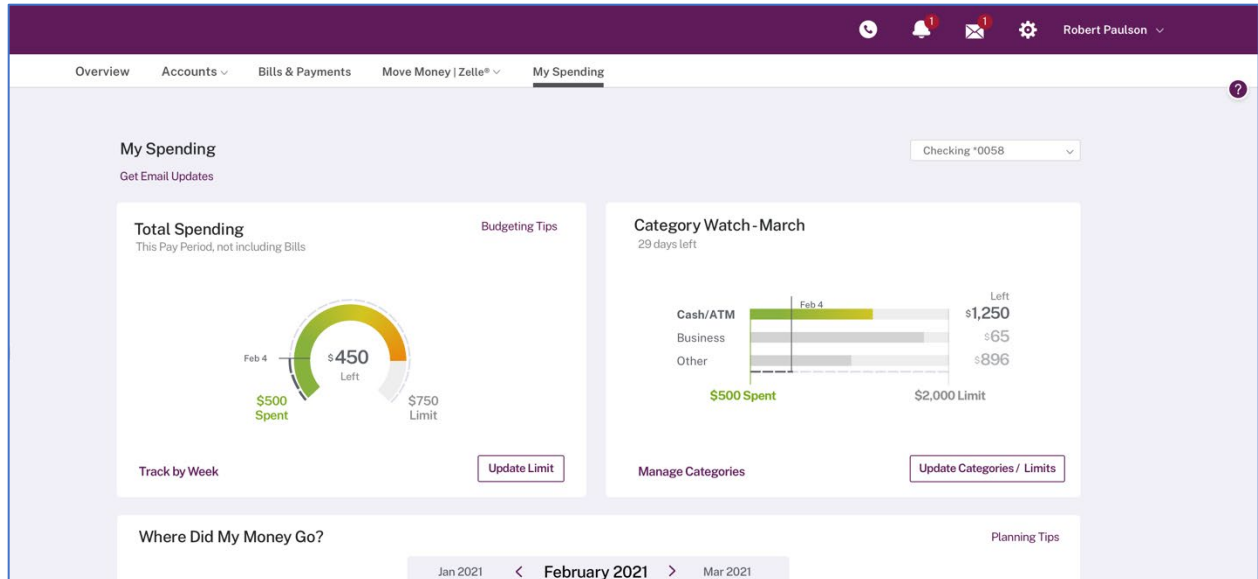 1 1 Robert Paulson
Overview Accounts Bills & Payments Move Money | Zelle® My Spending
?
My Spending
Checking *0058
Get Email Updates
Total Spending
Budgeting Tips
This Pay Period, not including Bills
Feb 4
$450
Left
$500
Spent
$750
Limit
Track by Week
Update Limit
Category Watch - March
29 days left
Feb 4
Left
Cash/ATM $1,250
Business $65
Other $896
$500 Spent $2,000 Limit
Manage Categories
Update Categories / Limits
Where Did My Money Go?
Planning Tips
Jan 2021 < February 2021 > Mar 2021